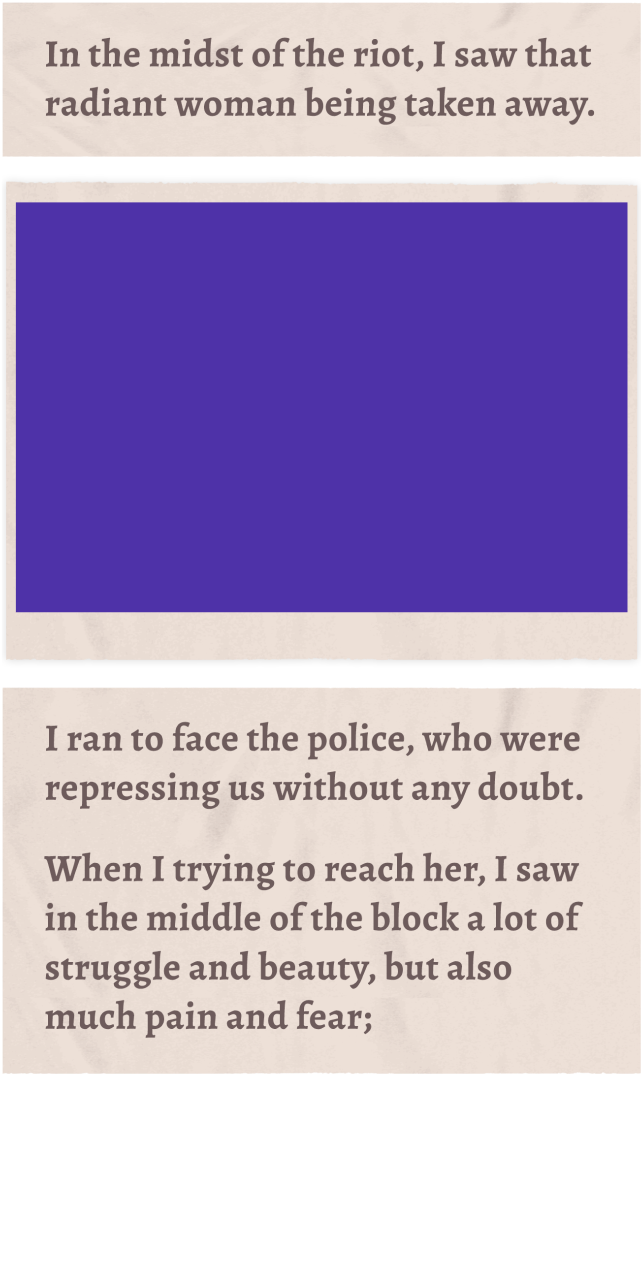 In the midst of the riot, I saw that
radiant woman being taken away.
I ran to face the police, who were
repressing us without any doubt.
When I trying to reach her, I saw
in the middle of the block a lot of
struggle and beauty, but also
much pain and fear;